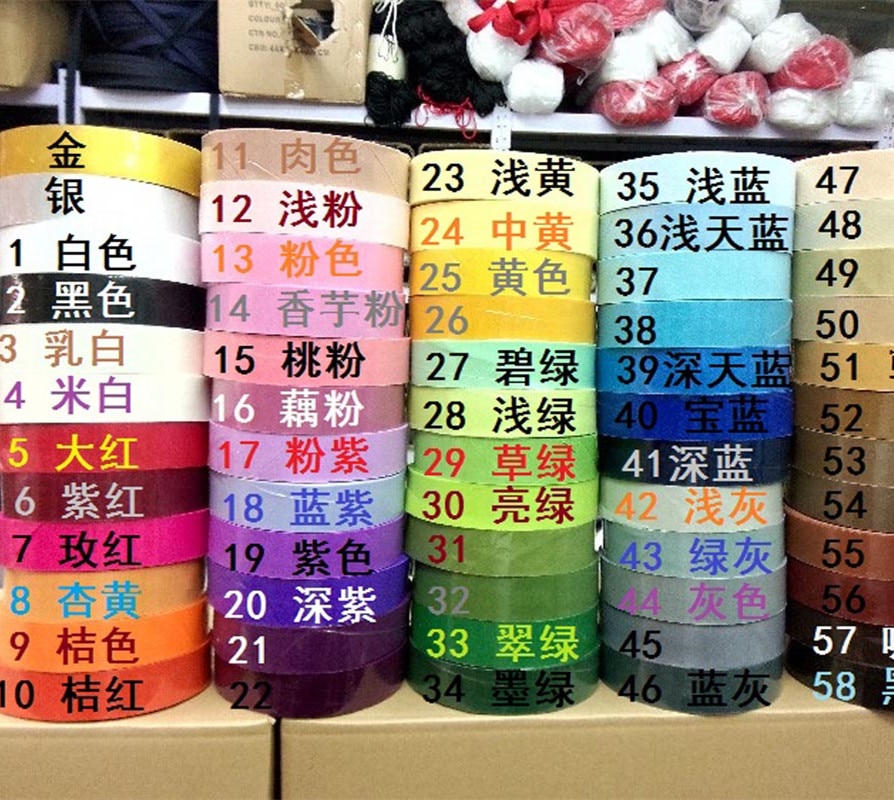 金
银
1 白色
2 黑色
3 乳白
4 米白
5 大红
6 紫红
7 玫红
8 杏黄
9 桔色
10 桔红
11 肉色
12 浅粉
13 粉色
14 香芋粉
15 桃粉
16 藕粉
17 粉紫
18 蓝紫
19 紫色
20 深紫
21
22
23 浅黄
24 中黄
25 黄色
26
27 碧绿
28 浅绿
29 草绿
30 亮绿
31
32
33 翠绿
34 墨绿
35 浅蓝
36浅天蓝
37
38
39深天蓝
40 宝蓝
41深蓝
42 浅灰
43 绿灰
44 灰色
45
46 蓝灰
47
48
49
50
51
52
53
54
55
56
57
58